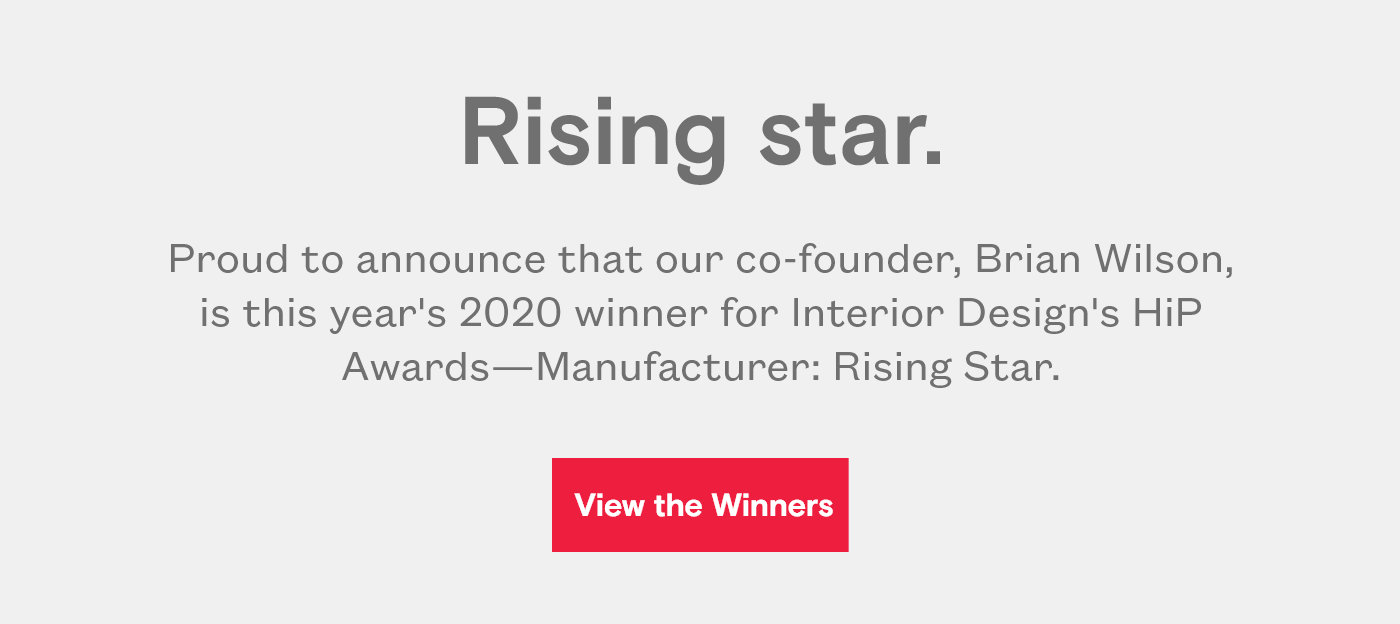 Rising star.
Proud to announce that our co-founder, Brian Wilson,
is this year's 2020 winner for Interior Design's HiP
Awards—Manufacturer: Rising Star.
View the Winners